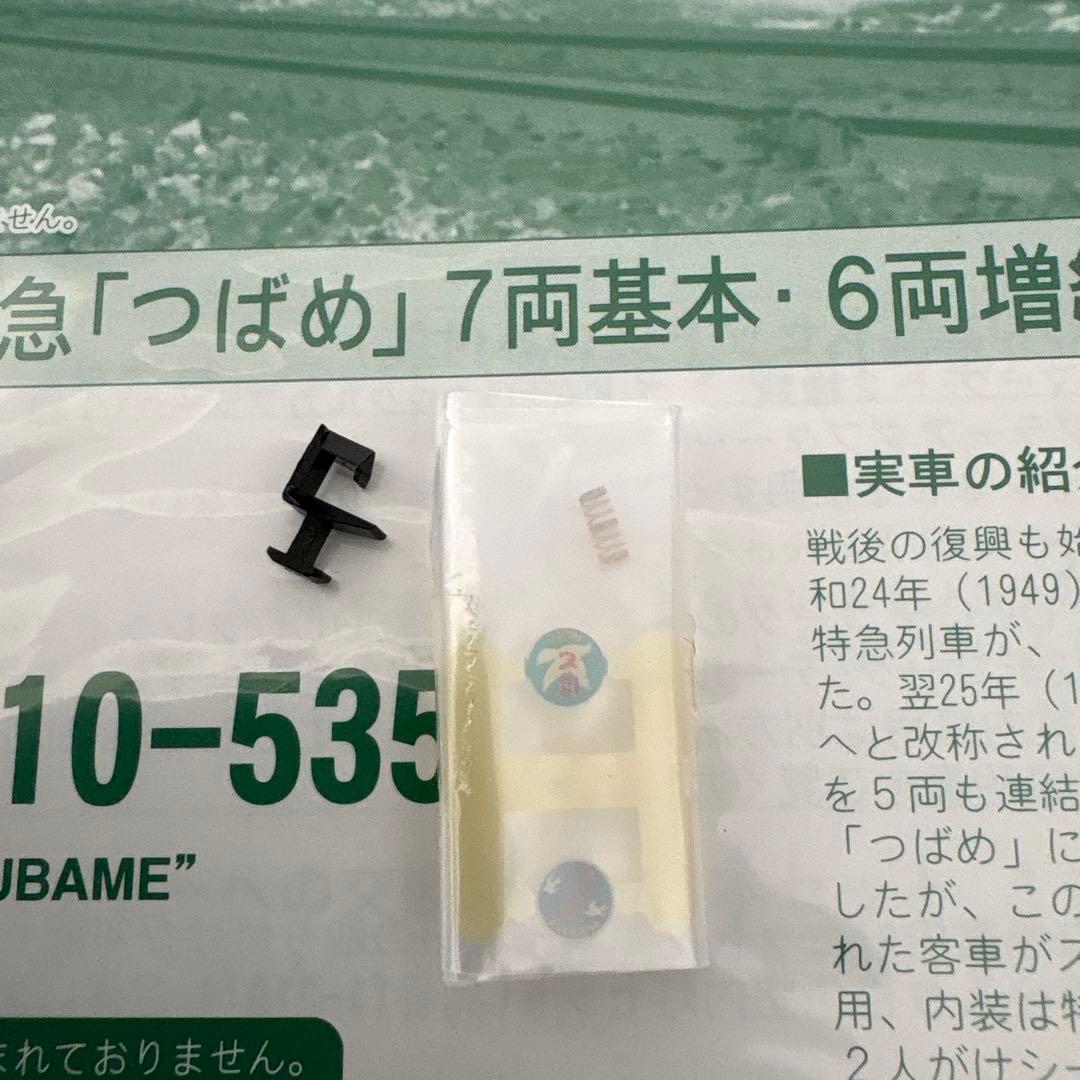 せん。
急「つばめ」7両基本・6両増
10-535
UBAME”
れておりません。
■実車の紹
戦後の復興も始
和24年（1949）
特急列車が、
た。翌25年（1
へと改称され
を５両も連結
「つばめ」に
したが、この
れた客車がス
用、内装は特
２人がけシー